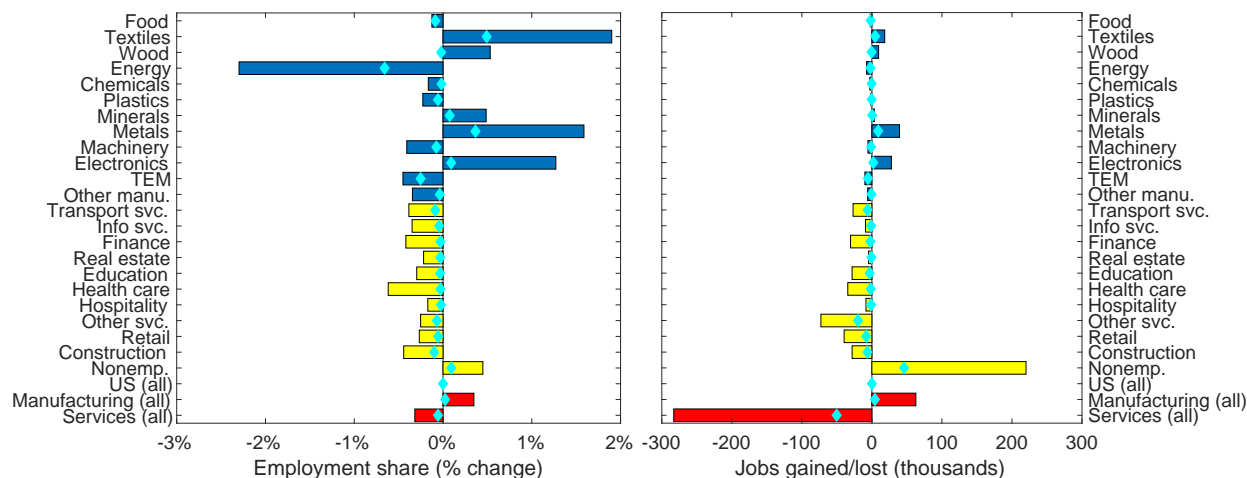 Food
Textiles
Wood
Energy
Chemicals
Plastics
Minerals
Metals
Machinery
Electronics
TEM
Other manu.
Transport svc.
Info svc.
Finance
Real estate
Education
Health care
Hospitality
Other svc.
Retail
Construction
Nonemp.
US (all)
Manufacturing (all)
Services (all)
-3% -2% -1% 0% 1% 2%
Employment share (% change)
Food
Textiles
Wood
Energy
Chemicals
Plastics
Minerals
Metals
Machinery
Electronics
TEM
Other manu.
Transport svc.
Info svc.
Finance
Real estate
Education
Health care
Hospitality
Other svc.
Retail
Construction
Nonemp.
US (all)
Manufacturing (all)
Services (all)
-300 -200 -100 0 100 200 300
Jobs gained/lost (thousands)